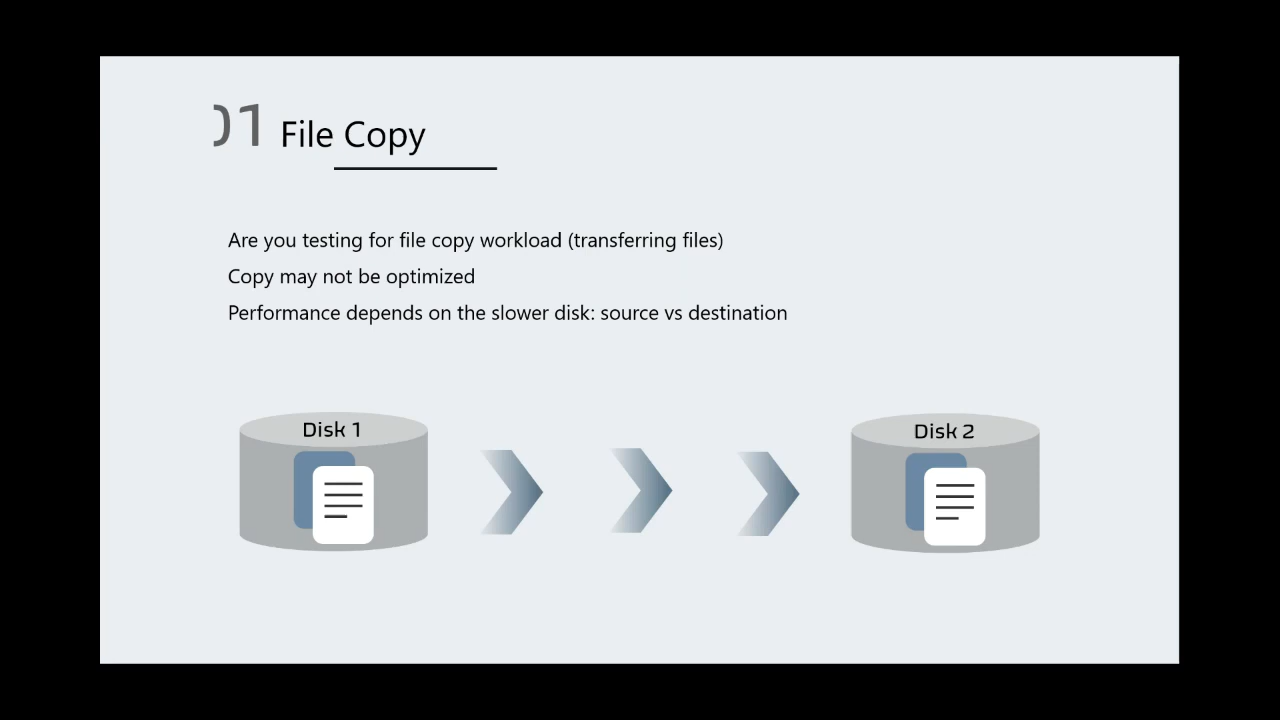 01 File Copy
Are you testing for file copy workload (transferring files)
Copy may not be optimized
Performance depends on the slower disk: source vs destination
Disk 1
Disk 2